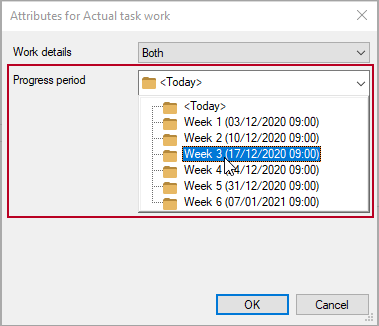 Attributes for Actual task work
Work details Both
Progress period <Today>
<Today>
Week 1 (03/12/2020 09:00)
Week 2 (10/12/2020 09:00)
Week 3 (17/12/2020 09:00)
Week 4 4/12/2020 09:00)
Week 5 (31/12/2020 09:00)
Week 6 (07/01/2021 09:00)
OK Cancel